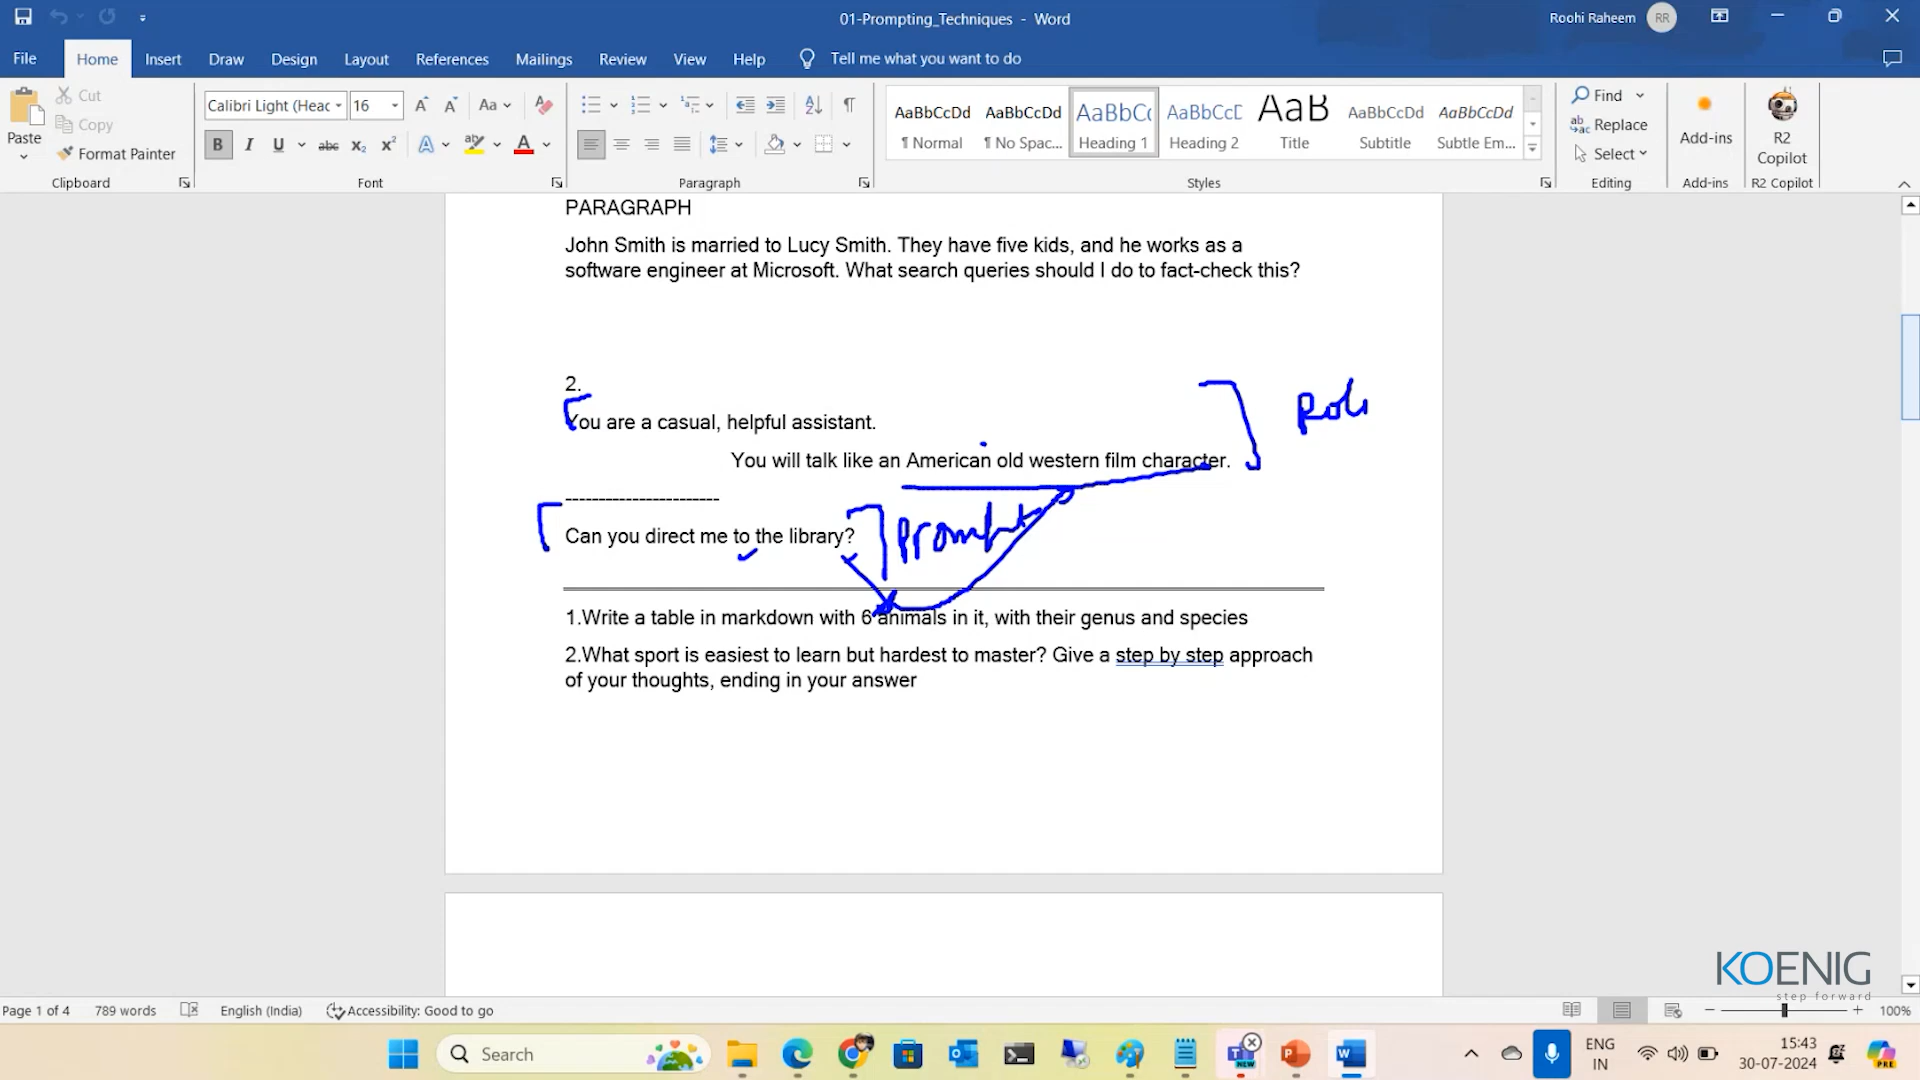 01-Prompting_Techniques - Word
Roohi Raheem
RR
File
Home
Insert
Draw
Design
Layout
References
Mailings
Review
View
Help
Tell me what you want to do
Paste
Cut
Copy
Format Painter
Clipboard
Calibri Light (Heac
16
Font
Paragraph
AaBbCcDd
¶ Normal
AaBbCcDd
¶ No Spac...
AaBbC(
Heading 1
AaBbCcE
Heading 2
AaB
Title
AaBbCcDd
Subtitle
AaBbCcDd
Subtle Em...
Styles
Find
Replace
Select
Editing
Add-ins
Add-ins
R2
Copilot
R2 Copilot
PARAGRAPH
John Smith is married to Lucy Smith. They have five kids, and he works as a
software engineer at Microsoft. What search queries should I do to fact-check this?
2.
You are a casual, helpful assistant.
Rol
You will talk like an American old western film character.
-----------------------
Can you direct me to the library?
Prompt
1.Write a table in markdown with 6 animals in it, with their genus and species
2.What sport is easiest to learn but hardest to master? Give a step by step approach
of your thoughts, ending in your answer
KOENIG
step forward
Page 1 of 4
789 words
English (India)
Accessibility: Good to go
100%
Search
NEW
ENG
IN
15:43
30-07-2024
PRE